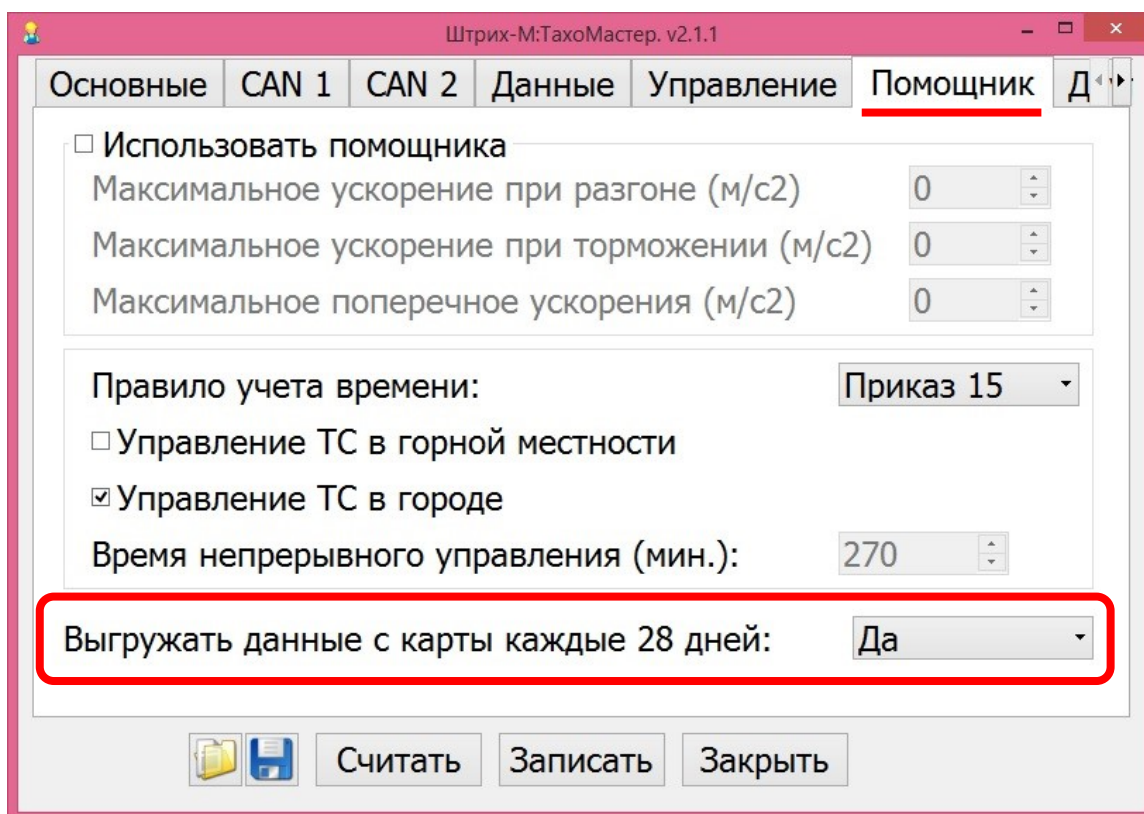 Штрих-М:ТахоМастер. v2.1.1
Основные CAN 1 CAN 2 Данные Управление Помощник
Использовать помощника
Максимальное ускорение при разгоне (м/с2) 0
Максимальное ускорение при торможении (м/с2) 0
Максимальное поперечное ускорения (м/с2) 0
Правило учета времени: Приказ 15
Управление ТС в горной местности
Управление ТС в городе
Время непрерывного управления (мин.): 270
Выгружать данные с карты каждые 28 дней: Да
Считать Записать Закрыть